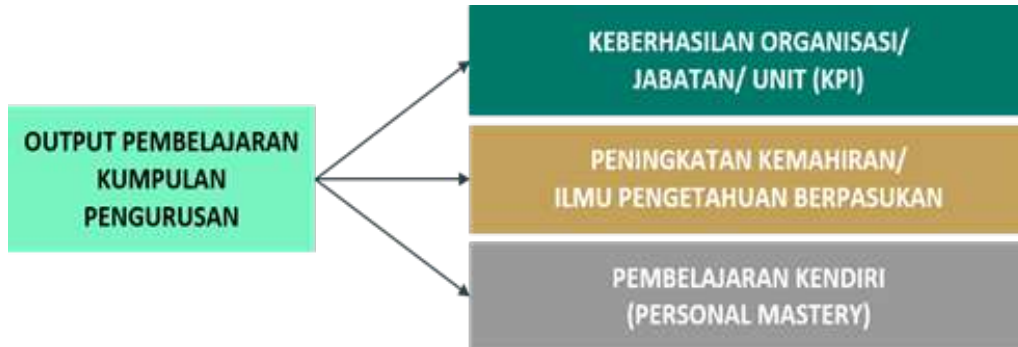 OUTPUT PEMBELAJARAN
KUMPULAN
PENGURUSAN
KEBERHASILAN ORGANISASI/
JABATAN/ UNIT (KPI)
PENINGKATAN KEMAHIRAN/
ILMU PENGETAHUAN BERPASUKAN
PEMBELAJARAN KENDIRI
(PERSONAL MASTERY)